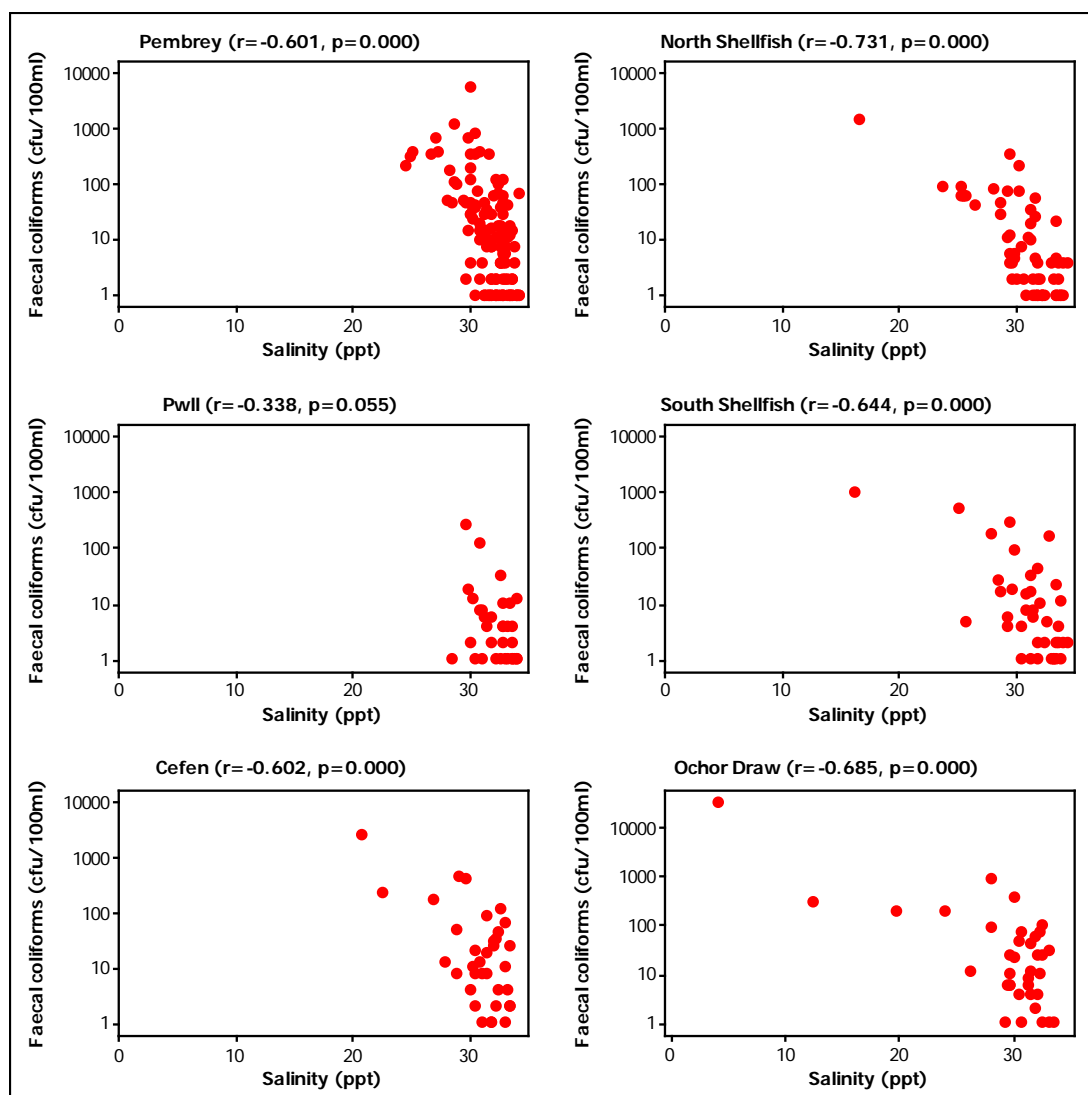 Pembrey (r=-0.601, p=0.000)
Faecal coliforms (cfu/100ml)
10000
1000
100
10
1
0 10 20 30
Salinity (ppt)
North Shellfish (r=-0.731, p=0.000)
Faecal coliforms (cfu/100ml)
10000
1000
100
10
1
0 10 20 30
Salinity (ppt)
Pwll (r=-0.338, p=0.055)
Faecal coliforms (cfu/100ml)
10000
1000
100
10
1
0 10 20 30
Salinity (ppt)
South Shellfish (r=-0.644, p=0.000)
Faecal coliforms (cfu/100ml)
10000
1000
100
10
1
0 10 20 30
Salinity (ppt)
Cefen (r=-0.602, p=0.000)
Faecal coliforms (cfu/100ml)
10000
1000
100
10
1
0 10 20 30
Salinity (ppt)
Ochor Draw (r=-0.685, p=0.000)
Faecal coliforms (cfu/100ml)
10000
1000
100
10
1
0 10 20 30
Salinity (ppt)